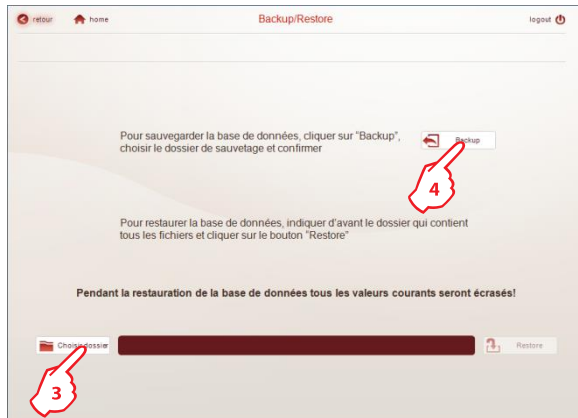 retour home Backup/Restore logout
Pour sauvegarder la base de données, cliquer sur "Backup", Backup
choisir le dossier de sauvetage et confirmer
4
Pour restaurer la base de données, indiquer d'avant le dossier qui contient
tous les fichiers et cliquer sur le bouton "Restore"
Pendant la restauration de la base de données tous les valeurs courants seront écrasés!
Choisir dossier Restore
3